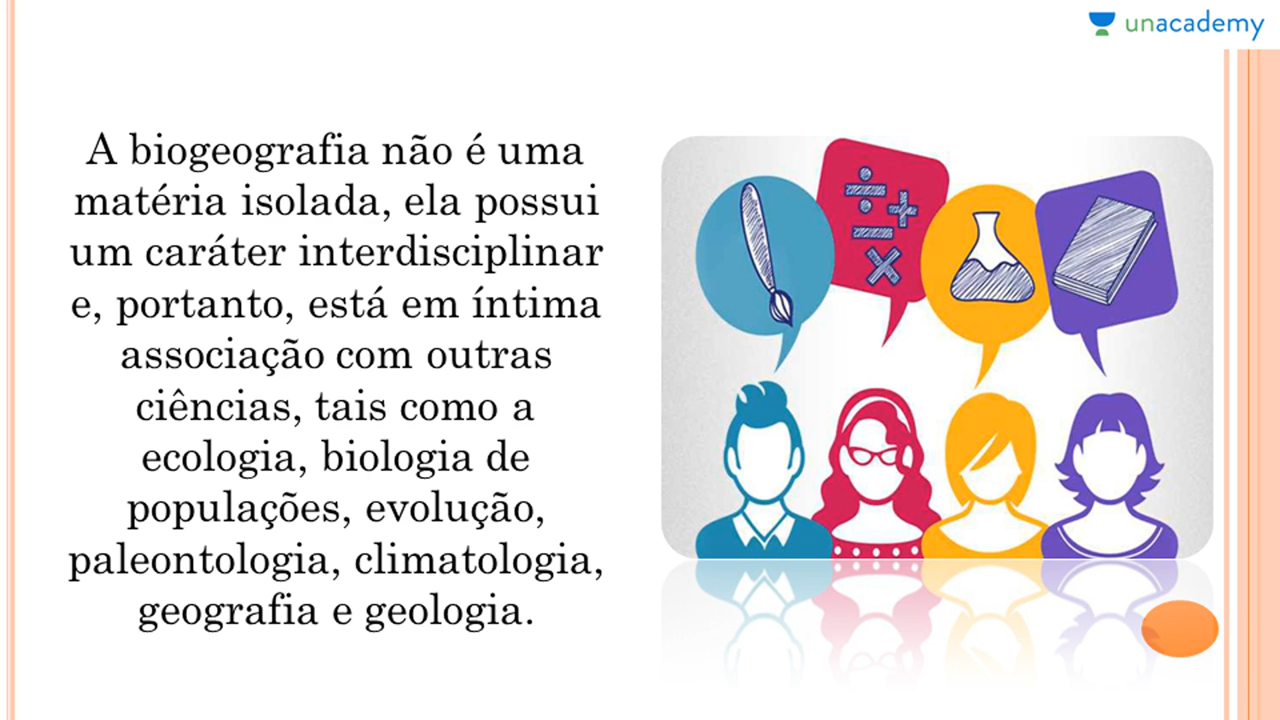 unacademy
A biogeografia não é uma
matéria isolada, ela possui
um caráter interdisciplinar
e, portanto, está em íntima
associação com outras
ciências, tais como a
ecologia, biologia de
populações, evolução,
paleontologia, climatologia,
geografia e geologia.